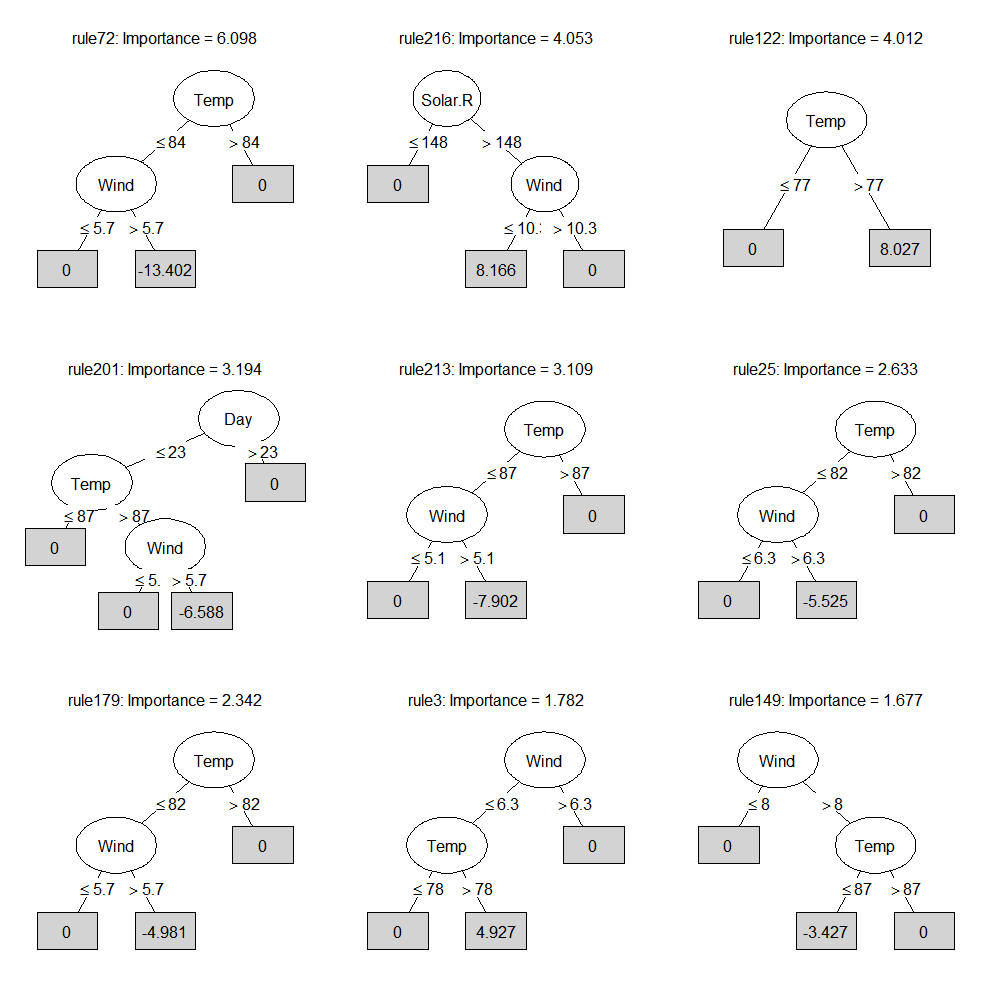 rule72: Importance = 6.098
Temp
≤ 84 > 84
Wind 0
≤ 5.7 > 5.7
0 -13.402
rule216: Importance = 4.053
Solar.R
≤ 148 > 148
0 Wind
≤ 10.: > 10.3
8.166 0
rule122: Importance = 4.012
Temp
≤ 77 > 77
0 8.027
rule201: Importance = 3.194
Day
≤ 23 > 23
Temp 0
≤ 87 > 87
0 Wind
≤ 5. > 5.7
0 -6.588
rule213: Importance = 3.109
Temp
≤ 87 > 87
Wind 0
≤ 5.1 > 5.1
0 -7.902
rule25: Importance = 2.633
Temp
≤ 82 > 82
Wind 0
≤ 6.3 > 6.3
0 -5.525
rule179: Importance = 2.342
Temp
≤ 82 > 82
Wind 0
≤ 5.7 > 5.7
0 -4.981
rule3: Importance = 1.782
Wind
≤ 6.3 > 6.3
Temp 0
≤ 78 > 78
0 4.927
rule149: Importance = 1.677
Wind
≤ 8 > 8
0 Temp
≤ 87 > 87
-3.427 0